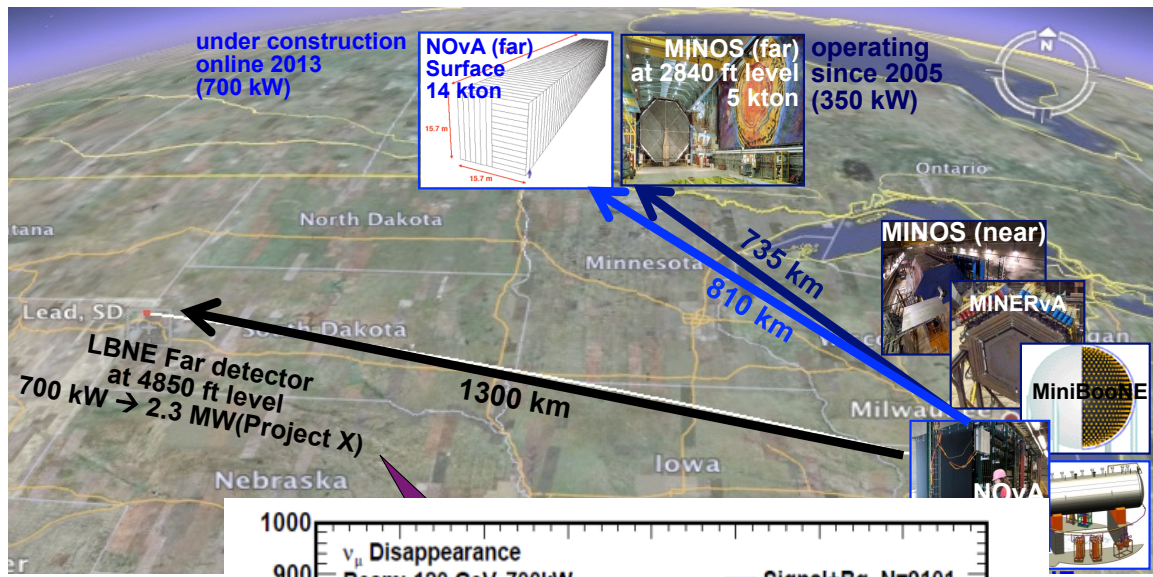 under construction
online 2013
(700 kW)
NOvA (far)
Surface
14 kton
15.7 m
15.7 m
MINOS (far)
at 2840 ft level
5 kton
operating
since 2005
(350 kW)
N
Ontario
North Dakota
tana
Minnesota
735 km
810 km
MINOS (near)
MINERvA
gan
Lead, SD
South Dakota
LBNE Far detector
at 4850 ft level
700 kW → 2.3 MW(Project X)
1300 km
MiniBooNE
Nebraska
Iowa
NOvA
1000
νμ Disappearance
900